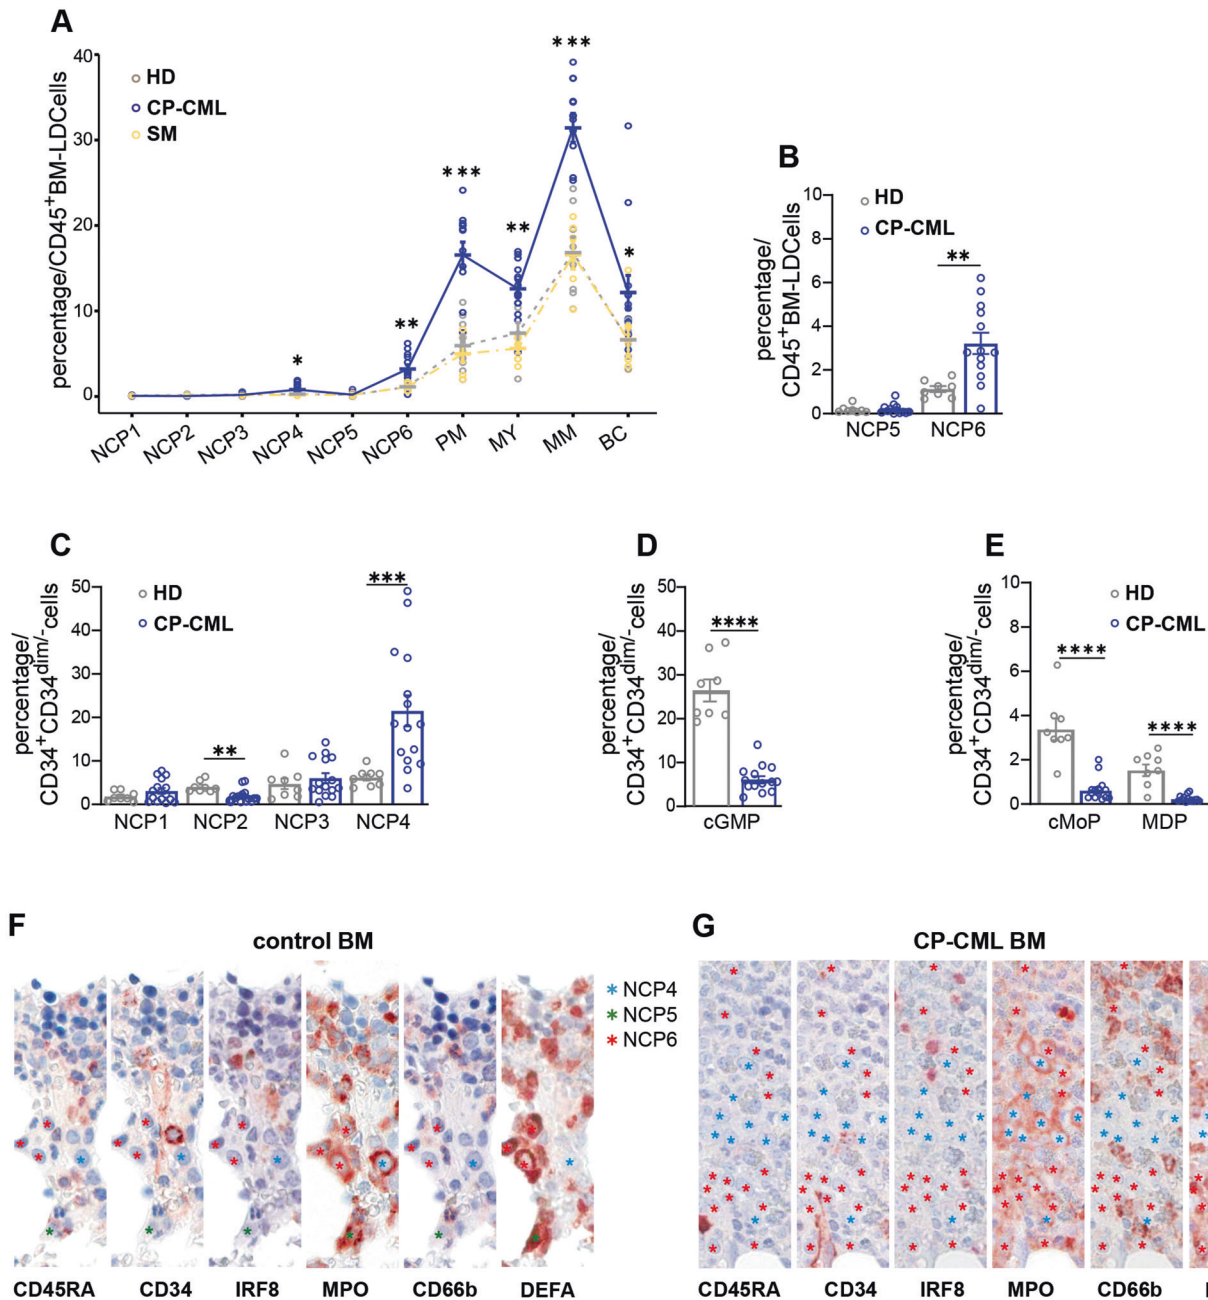 A
percentage/CD45⁺BM-LDCells
40
30
20
10
0
HD
CP-CML
SM
*
**
***
**
***
*
NCP1
NCP2
NCP3
NCP4
NCP5
NCP6
PM
MY
MM
BC
B
percentage/
CD45⁺BM-LDCells
10
8
6
4
2
0
HD
CP-CML
**
NCP5
NCP6
C
percentage/
CD34⁺CD34ᵈⁱᵐ/⁻cells
50
40
30
20
10
0
HD
CP-CML
**
***
NCP1
NCP2
NCP3
NCP4
D
percentage/
CD34⁺CD34ᵈⁱᵐ/⁻cells
50
40
30
20
10
0
****
cGMP
E
percentage/
CD34⁺CD34ᵈⁱᵐ/⁻cells
10
8
6
4
2
0
HD
CP-CML
****
****
cMoP
MDP
F
control BM
* NCP4
* NCP5
* NCP6
CD45RA
CD34
IRF8
MPO
CD66b
DEFA
G
CP-CML BM
CD45RA
CD34
IRF8
MPO
CD66b